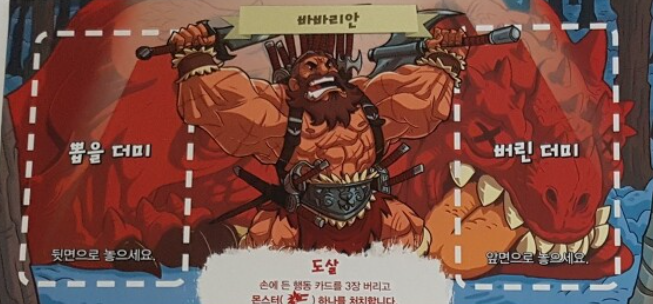 바바리안
뽑을 더미
버린 더미
뒷면으로 놓으세요.
앞면으로 놓으세요.
도살
손에 든 행동 카드를 3장 버리고
몬스터( ) 하나를 처치합니다